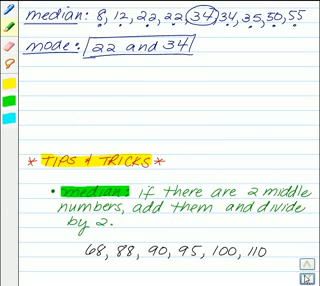 median: 8, 12, 22, 22, 34, 34, 35, 50, 55
mode: 22 and 34
* TIPS & TRICKS *
• median: if there are 2 middle
numbers, add them and divide
by 2.
68, 88, 90, 95, 100, 110